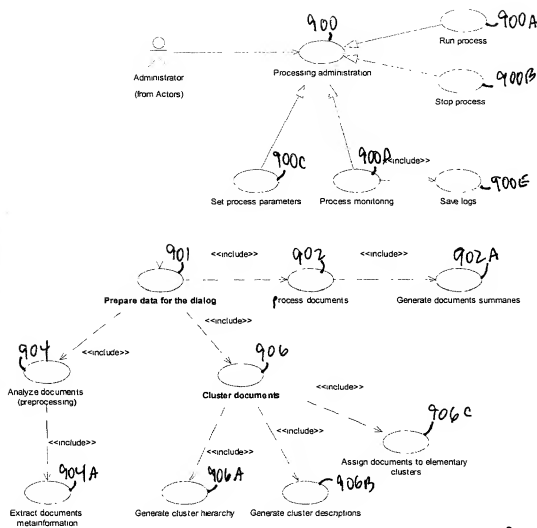 900
900A
Run process
Administrator
Processing administration
(from Actors)
900B
Stop process
900C
900D
<<include>>
900E
Set process parameters
Process monitoring
Save logs
901
<<include>>
902
<<include>>
902A
Prepare data for the dialog
process documents
Generate documents summaries
<<include>>
904
<<include>>
906
Analyze documents
(preprocessing)
Cluster documents
<<include>>
906C
<<include>>
<<include>>
<<include>>
Assign documents to elementary
clusters
904A
906A
906B
Extract documents
metainformation
Generate cluster hierarchy
Generate cluster descriptions